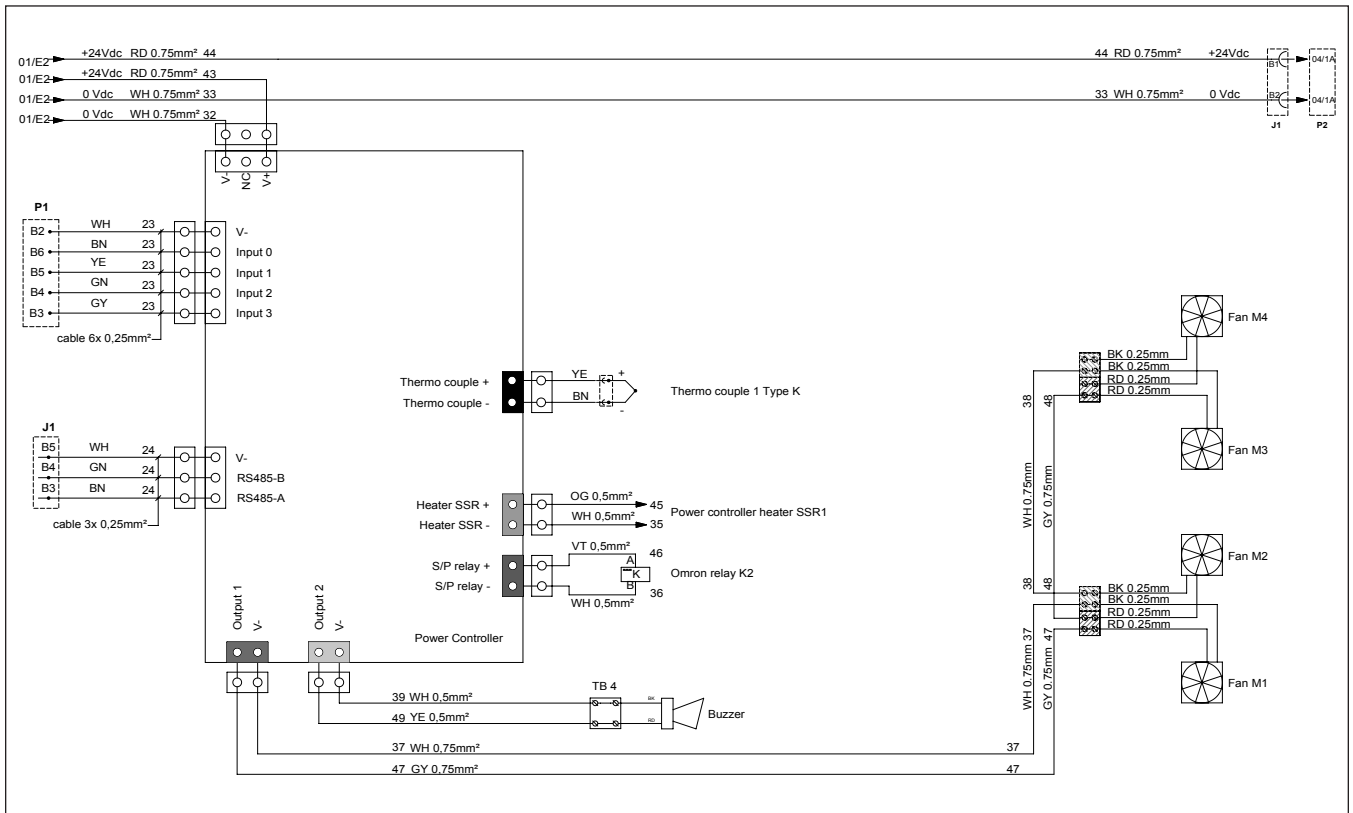 +24Vdc RD 0.75mm² 44
44 RD 0.75mm² +24Vdc
01/E2
B1
04/1A
+24Vdc RD 0.75mm² 43
01/E2
0 Vdc WH 0.75mm² 33
33 WH 0.75mm² 0 Vdc
01/E2
B2
04/1A
0 Vdc WH 0.75mm² 32
01/E2
J1
P2
V-
NC
V+
P1
B2 WH 23 V-
B6 BN 23 Input 0
B5 YE 23 Input 1
B4 GN 23 Input 2
B3 GY 23 Input 3
cable 6x 0,25mm²
Fan M4
BK 0.25mm
BK 0.25mm
RD 0.25mm
RD 0.25mm
Thermo couple + YE +
Thermo couple 1 Type K
Thermo couple - BN -
38
48
Fan M3
J1
B5 WH 24 V-
B4 GN 24 RS485-B
B3 BN 24 RS485-A
cable 3x 0,25mm²
WH 0.75mm
GY 0.75mm
Heater SSR + OG 0,5mm² 45
Power controller heater SSR1
Heater SSR - WH 0,5mm² 35
VT 0,5mm² 46
S/P relay + A
K
Omron relay K2
S/P relay - B
WH 0,5mm² 36
38
48
Fan M2
BK 0.25mm
BK 0.25mm
RD 0.25mm
RD 0.25mm
Output 1
V-
Output 2
V-
Power Controller
WH 0.75mm 37
GY 0.75mm 47
Fan M1
TB 4
39 WH 0,5mm²
BK
Buzzer
49 YE 0,5mm²
RD
37 WH 0,75mm² 37
47 GY 0,75mm² 47